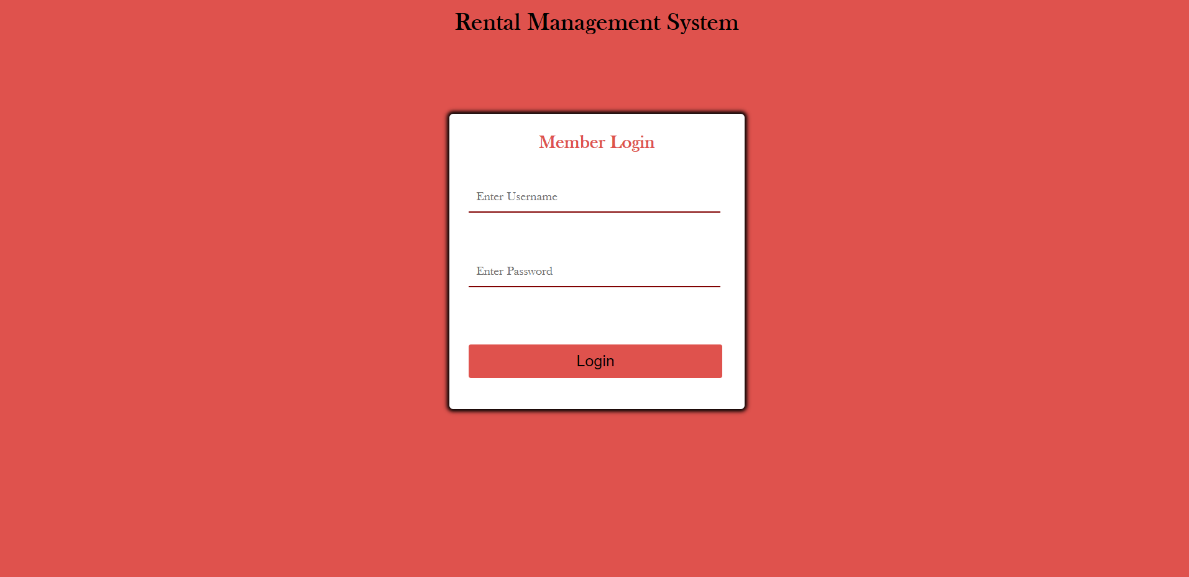 Rental Management System
Member Login
Enter Username
Enter Password
Login